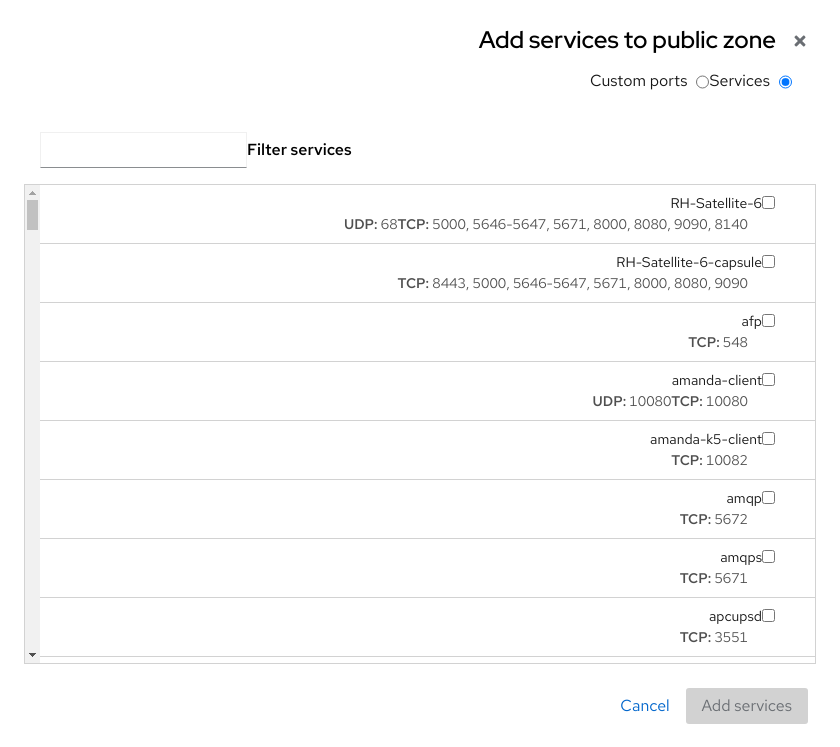 Add services to public zone
Custom ports Services
Filter services
RH-Satellite-6
UDP: 68TCP: 5000, 5646-5647, 5671, 8000, 8080, 9090, 8140
RH-Satellite-6-capsule
TCP: 8443, 5000, 5646-5647, 5671, 8000, 8080, 9090
afp
TCP: 548
amanda-client
UDP: 10080TCP: 10080
amanda-k5-client
TCP: 10082
amqp
TCP: 5672
amqps
TCP: 5671
apcupsd
TCP: 3551
Cancel Add services